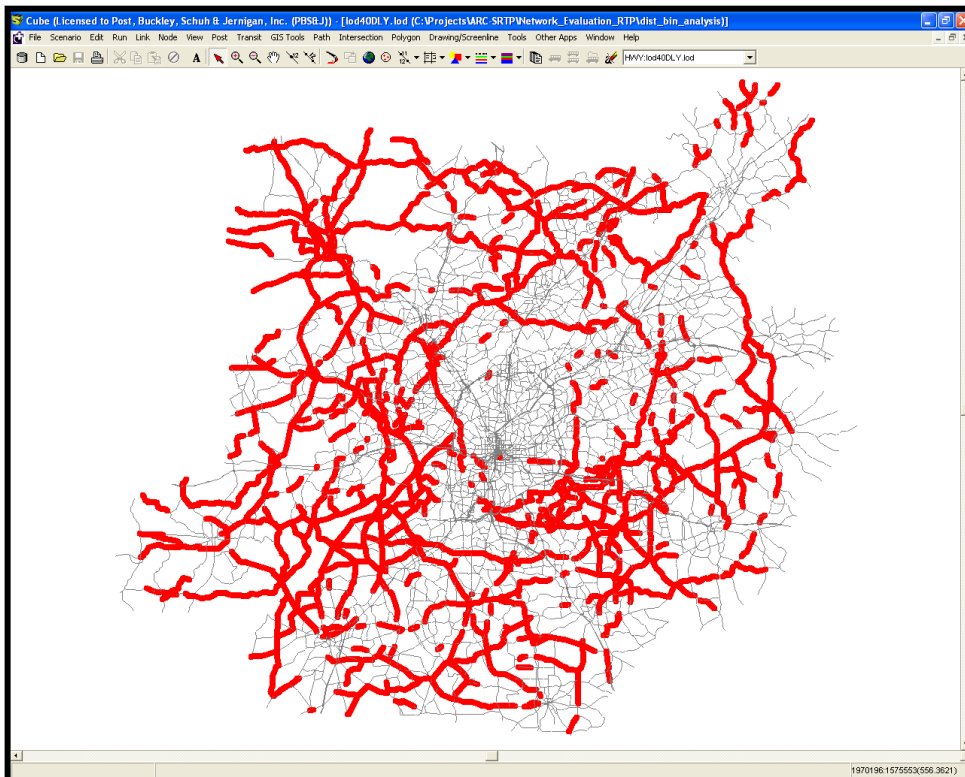 Cube (Licensed to Post, Buckley, Schuh & Jernigan, Inc. (PBS&J)) - [lod40DLY.lod (C:\Projects\ARC-SRTP\Network_Evaluation_RTP\dist_bin_analysis)]
File Scenario Edit Run Link Node View Post Transit GIS Tools Path Intersection Polygon Drawing/Screenline Tools Other Apps Window Help
A HWY:lod40DLY.lod
1970196:1575553(556.3621)